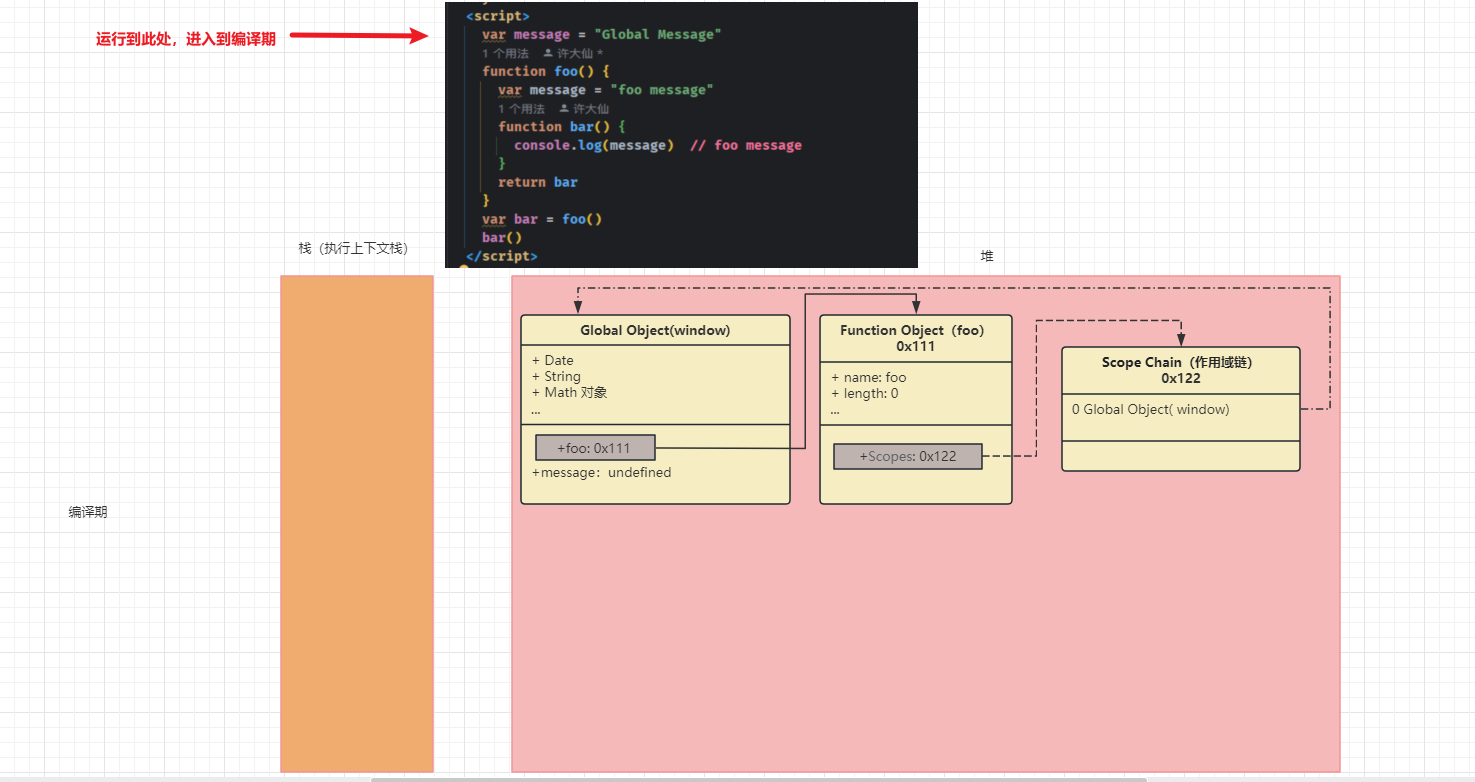 <script>
运行到此处，进入到编译期
var message = "Global Message"
1 个用法 许大仙 *
function foo() {
var message = "foo message"
1 个用法 许大仙
function bar() {
console.log(message) // foo message
}
return bar
}
var bar = foo()
bar()
</script>
栈（执行上下文栈）
堆
Global Object(window)
+ Date
+ String
+ Math 对象
...
+foo: 0x111
+message： undefined
Function Object（foo）
0x111
+ name: foo
+ length: 0
...
+Scopes: 0x122
Scope Chain（作用域链）
0x122
0 Global Object( window)
编译期